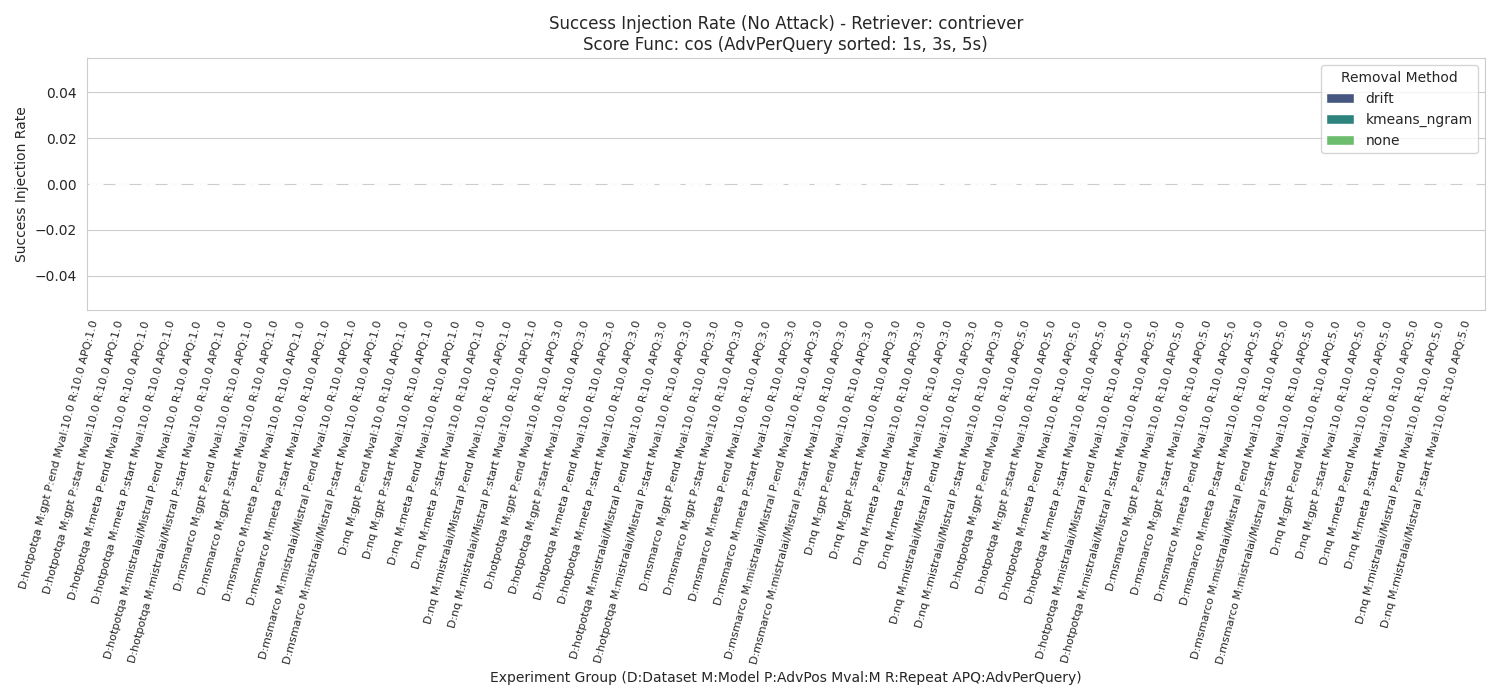 Success Injection Rate (No Attack) - Retriever: contriever
Score Func: cos (AdvPerQuery sorted: 1s, 3s, 5s)
Success Injection Rate
0.04
0.02
0.00
−0.02
−0.04
Removal Method
drift
kmeans_ngram
none
D:hotpotqa M:gpt P:end Mval:10.0 R:10.0 APQ:1.0
D:hotpotqa M:gpt P:start Mval:10.0 R:10.0 APQ:1.0
D:hotpotqa M:meta P:end Mval:10.0 R:10.0 APQ:1.0
D:hotpotqa M:meta P:start Mval:10.0 R:10.0 APQ:1.0
D:hotpotqa M:mistralai/Mistral P:end Mval:10.0 R:10.0 APQ:1.0
D:hotpotqa M:mistralai/Mistral P:start Mval:10.0 R:10.0 APQ:1.0
D:msmarco M:gpt P:end Mval:10.0 R:10.0 APQ:1.0
D:msmarco M:gpt P:start Mval:10.0 R:10.0 APQ:1.0
D:msmarco M:meta P:end Mval:10.0 R:10.0 APQ:1.0
D:msmarco M:meta P:start Mval:10.0 R:10.0 APQ:1.0
D:msmarco M:mistralai/Mistral P:end Mval:10.0 R:10.0 APQ:1.0
D:msmarco M:mistralai/Mistral P:start Mval:10.0 R:10.0 APQ:1.0
D:nq M:gpt P:end Mval:10.0 R:10.0 APQ:1.0
D:nq M:gpt P:start Mval:10.0 R:10.0 APQ:1.0
D:nq M:meta P:end Mval:10.0 R:10.0 APQ:1.0
D:nq M:meta P:start Mval:10.0 R:10.0 APQ:1.0
D:nq M:mistralai/Mistral P:end Mval:10.0 R:10.0 APQ:1.0
D:nq M:mistralai/Mistral P:start Mval:10.0 R:10.0 APQ:1.0
D:hotpotqa M:gpt P:end Mval:10.0 R:10.0 APQ:3.0
D:hotpotqa M:gpt P:start Mval:10.0 R:10.0 APQ:3.0
D:hotpotqa M:meta P:end Mval:10.0 R:10.0 APQ:3.0
D:hotpotqa M:meta P:start Mval:10.0 R:10.0 APQ:3.0
D:hotpotqa M:mistralai/Mistral P:end Mval:10.0 R:10.0 APQ:3.0
D:hotpotqa M:mistralai/Mistral P:start Mval:10.0 R:10.0 APQ:3.0
D:msmarco M:gpt P:end Mval:10.0 R:10.0 APQ:3.0
D:msmarco M:gpt P:start Mval:10.0 R:10.0 APQ:3.0
D:msmarco M:meta P:end Mval:10.0 R:10.0 APQ:3.0
D:msmarco M:meta P:start Mval:10.0 R:10.0 APQ:3.0
D:msmarco M:mistralai/Mistral P:end Mval:10.0 R:10.0 APQ:3.0
D:msmarco M:mistralai/Mistral P:start Mval:10.0 R:10.0 APQ:3.0
D:nq M:gpt P:end Mval:10.0 R:10.0 APQ:3.0
D:nq M:gpt P:start Mval:10.0 R:10.0 APQ:3.0
D:nq M:meta P:end Mval:10.0 R:10.0 APQ:3.0
D:nq M:meta P:start Mval:10.0 R:10.0 APQ:3.0
D:nq M:mistralai/Mistral P:end Mval:10.0 R:10.0 APQ:3.0
D:nq M:mistralai/Mistral P:start Mval:10.0 R:10.0 APQ:3.0
D:hotpotqa M:gpt P:end Mval:10.0 R:10.0 APQ:5.0
D:hotpotqa M:gpt P:start Mval:10.0 R:10.0 APQ:5.0
D:hotpotqa M:meta P:end Mval:10.0 R:10.0 APQ:5.0
D:hotpotqa M:meta P:start Mval:10.0 R:10.0 APQ:5.0
D:hotpotqa M:mistralai/Mistral P:end Mval:10.0 R:10.0 APQ:5.0
D:hotpotqa M:mistralai/Mistral P:start Mval:10.0 R:10.0 APQ:5.0
D:msmarco M:gpt P:end Mval:10.0 R:10.0 APQ:5.0
D:msmarco M:gpt P:start Mval:10.0 R:10.0 APQ:5.0
D:msmarco M:meta P:end Mval:10.0 R:10.0 APQ:5.0
D:msmarco M:meta P:start Mval:10.0 R:10.0 APQ:5.0
D:msmarco M:mistralai/Mistral P:end Mval:10.0 R:10.0 APQ:5.0
D:msmarco M:mistralai/Mistral P:start Mval:10.0 R:10.0 APQ:5.0
D:nq M:gpt P:end Mval:10.0 R:10.0 APQ:5.0
D:nq M:gpt P:start Mval:10.0 R:10.0 APQ:5.0
D:nq M:meta P:end Mval:10.0 R:10.0 APQ:5.0
D:nq M:meta P:start Mval:10.0 R:10.0 APQ:5.0
D:nq M:mistralai/Mistral P:end Mval:10.0 R:10.0 APQ:5.0
D:nq M:mistralai/Mistral P:start Mval:10.0 R:10.0 APQ:5.0
Experiment Group (D:Dataset M:Model P:AdvPos Mval:M R:Repeat APQ:AdvPerQuery)